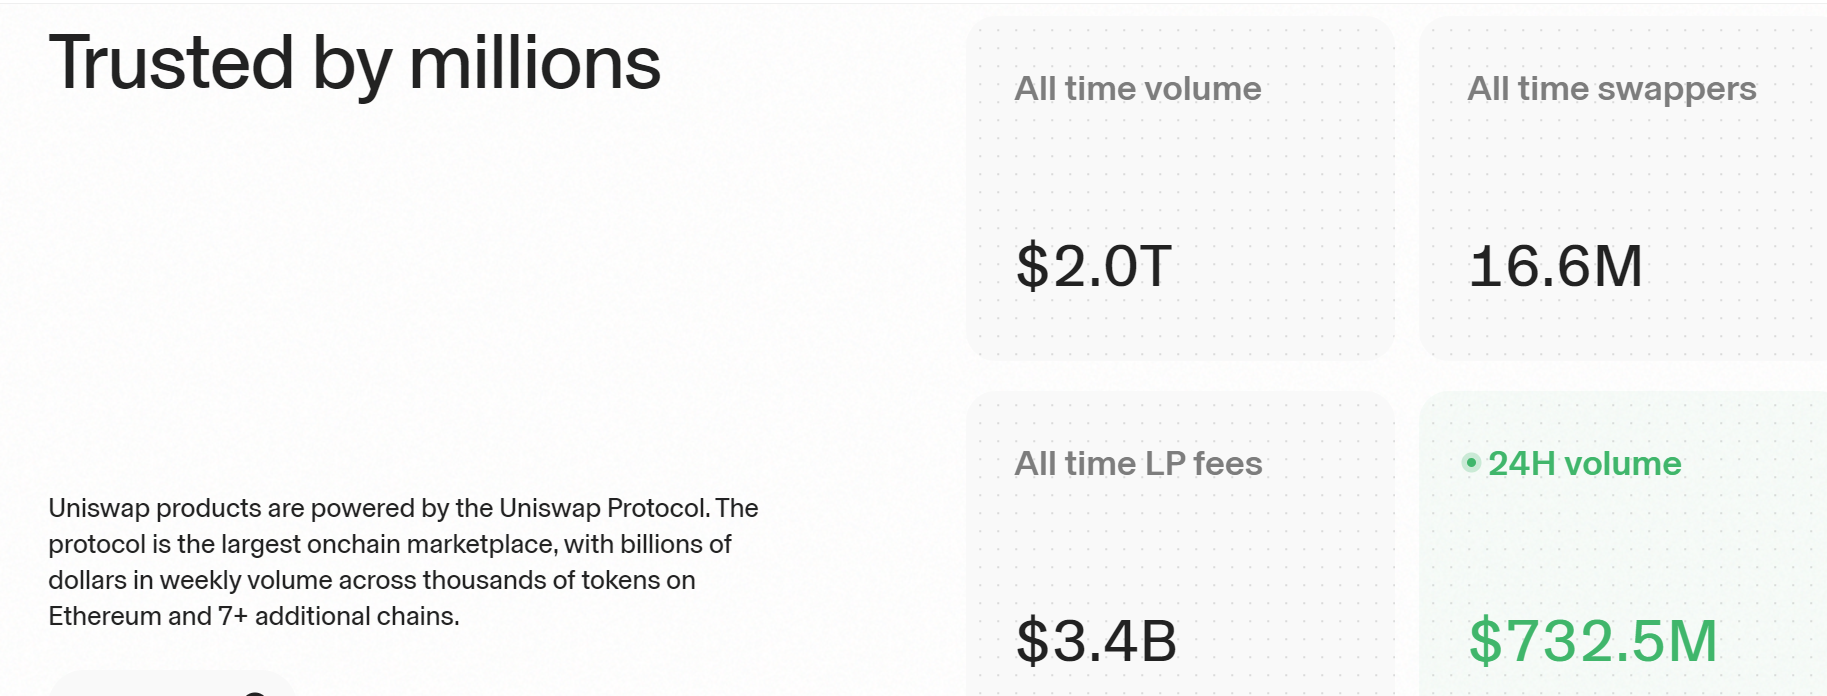 Trusted by millions
Uniswap products are powered by the Uniswap Protocol. The
protocol is the largest onchain marketplace, with billions of
dollars in weekly volume across thousands of tokens on
Ethereum and 7+ additional chains.
All time volume
$2.0T
All time swappers
16.6M
All time LP fees
$3.4B
24H volume
$732.5M